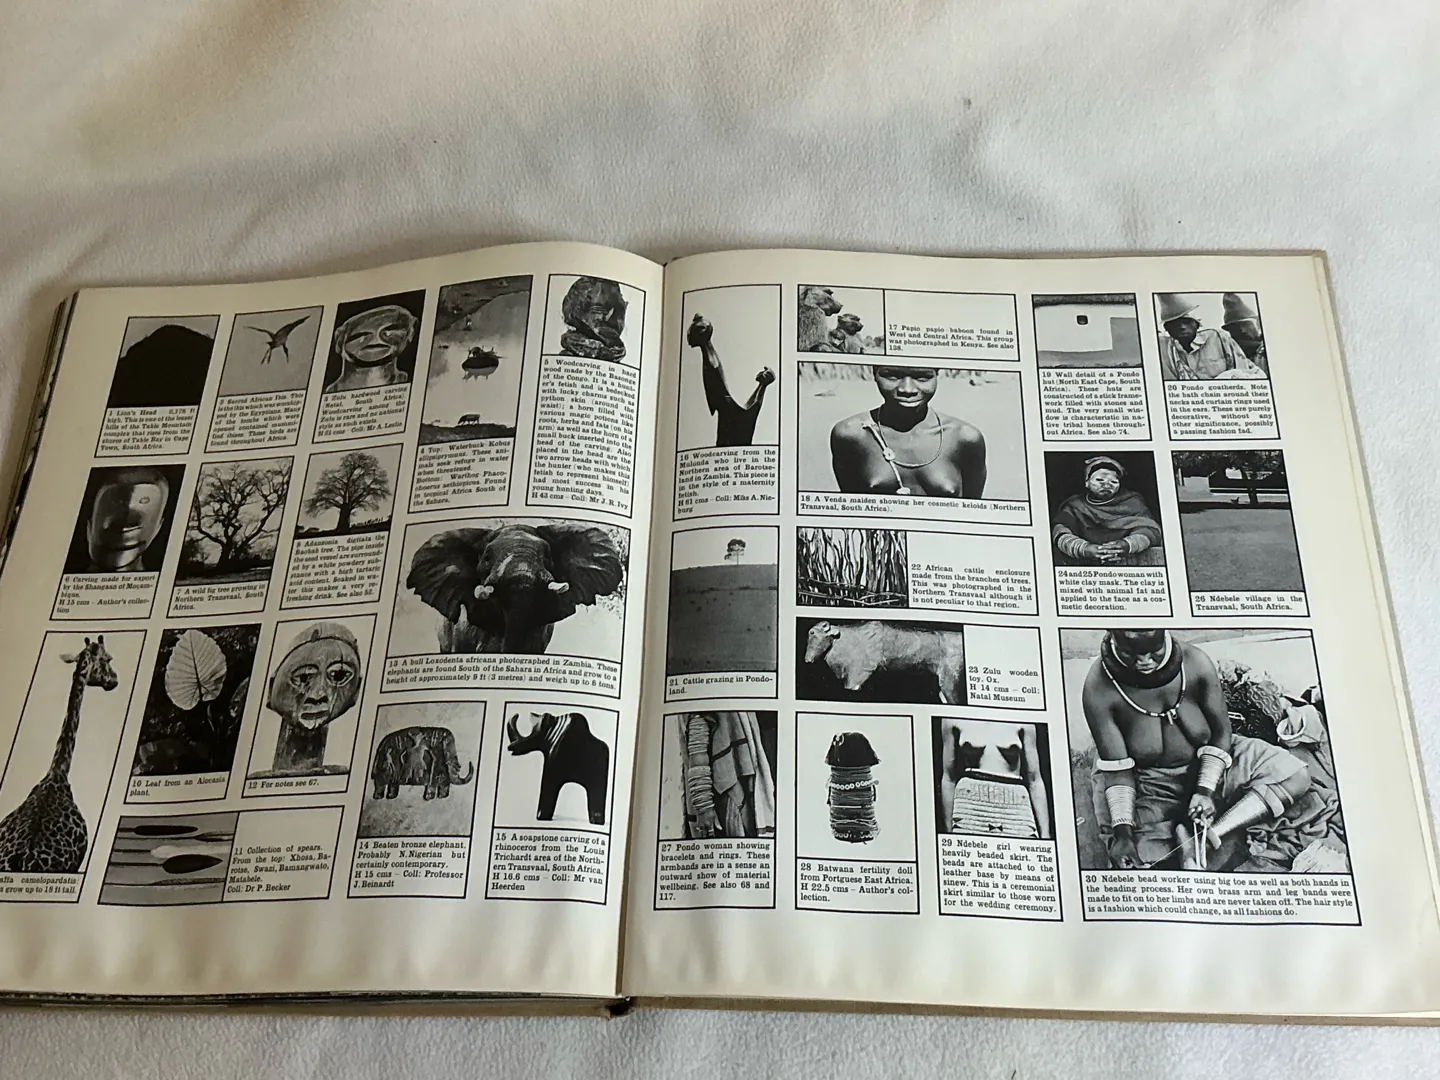 1 Lion's Head 2,175 ft
high. This is one of the lesser
hills of the Table Mountain
complex that rises from the
shores of Table Bay in Cape
Town, South Africa.
2 Sacred African Ibis. This
is the ibis which was worship-
ped by the Egyptians. Many
of the tombs which were
opened contained mummi-
fied ibises. These birds are
found throughout Africa.
3 Zulu hardwood carving
(Natal, South Africa).
Woodcarving among the
Zulu is rare and no national
style as such exists.
H 51 cms Coll: Mr A. Leslie
4 Top: Waterbuck Kobus
ellipsiprymnus. These ani-
mals seek refuge in water
when threatened.
Bottom: Warthog Phaco-
choerus aethiopicus. Found
in tropical Africa South of
the Sahara.
5 Woodcarving in hard
wood made by the Basonge
of the Congo. It is a hunt-
er's fetish and is bedecked
with lucky charms such as
python skin (around the
waist); a horn filled with
various magic potions like
roots, herbs and fats (on his
arm) as well as the horn of a
small buck inserted into the
head of the carving. Also
placed in the head are the
two arrow heads with which
the hunter (who makes this
fetish to represent himself)
had most success in his
young hunting days.
H 43 cms – Coll: Mr J. R. Ivy
6 Carving made for export
by the Shangaan of Moçam-
bique.
H 15 cms – Author's collec-
tion
7 A wild fig tree growing in
Northern Transvaal, South
Africa.
8 Adansonia digitata the
Baobab tree. The pips inside
the seed vessel are surround-
ed by a white powdery sub-
stance with a high tartaric
acid content. Soaked in wa-
ter this makes a very re-
freshing drink. See also 52.
affa camelopardatis:
s grow up to 18 ft tall.
10 Leaf from an Alocazia
plant.
12 For notes see 67.
13 A bull Loxodonta africana photographed in Zambia. These
elephants are found South of the Sahara in Africa and grow to a
height of approximately 9 ft (3 metres) and weigh up to 6 tons.
11 Collection of spears.
From the top: Xhosa, Ba-
rotse, Swazi, Bamangwato,
Matabele.
Coll: Dr P. Becker
14 Beaten bronze elephant.
Probably N. Nigerian but
certainly contemporary.
H 15 cms – Coll: Professor
J. Beinardt
15 A soapstone carving of a
rhinoceros from the Louis
Trichardt area of the North-
ern Transvaal, South Africa.
H 16.6 cms – Coll: Mr van
Heerden
16 Woodcarving from the
Mulonda who live in the
Northern area of Barotse-
land in Zambia. This piece is
in the style of a maternity
fetish.
H 61 cms – Coll: Miks A. Nie-
burg
17 Papio papio baboon found in
West and Central Africa. This group
was photographed in Kenya. See also
138.
18 A Venda maiden showing her cosmetic keloids (Northern
Transvaal, South Africa).
19 Wall detail of a Pondo
hut (North East Cape, South
Africa). These huts are
constructed of a stick frame-
work filled with stones and
mud. The very small win-
dow is characteristic in na-
tive tribal homes through-
out Africa. See also 74.
20 Pondo goatherds. Note
the bath chain around their
necks and curtain rings used
in the ears. These are purely
decorative, without any
other significance, possibly
a passing fashion fad.
21 Cattle grazing in Pondo-
land.
22 African cattle enclosure
made from the branches of trees.
This was photographed in the
Northern Transvaal although it
is not peculiar to that region.
23 Zulu wooden
toy. Ox.
H 14 cms – Coll:
Natal Museum
24 and 25 Pondo woman with
white clay mask. The clay is
mixed with animal fat and
applied to the face as a cos-
metic decoration.
26 Ndebele village in the
Transvaal, South Africa.
27 Pondo woman showing
bracelets and rings. These
armbands are in a sense an
outward show of material
wellbeing. See also 68 and
117.
28 Batwana fertility doll
from Portguese East Africa.
H 22.5 cms – Author's col-
lection.
29 Ndebele girl wearing
heavily beaded skirt. The
beads are attached to the
leather base by means of
sinew. This is a ceremonial
skirt similar to those worn
for the wedding ceremony.
30 Ndebele bead worker using big toe as well as both hands in
the beading process. Her own brass arm and leg bands were
made to fit on to her limbs and are never taken off. The hair style
is a fashion which could change, as all fashions do.